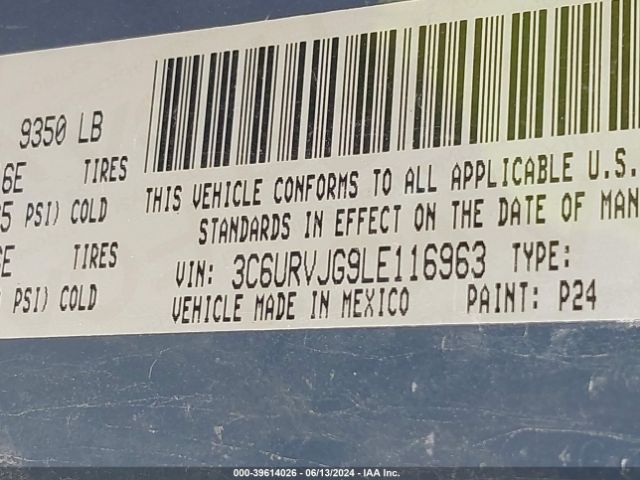 9350 LB
6E TIRES
5 PSI) COLD
E TIRES
PSI) COLD
THIS VEHICLE CONFORMS TO ALL APPLICABLE U.S.
STANDARDS IN EFFECT ON THE DATE OF MAN
VIN: 3C6URVJG9LE116963 TYPE:
VEHICLE MADE IN MEXICO PAINT: P24
000-39614026 - 06/13/2024 - IAA Inc.